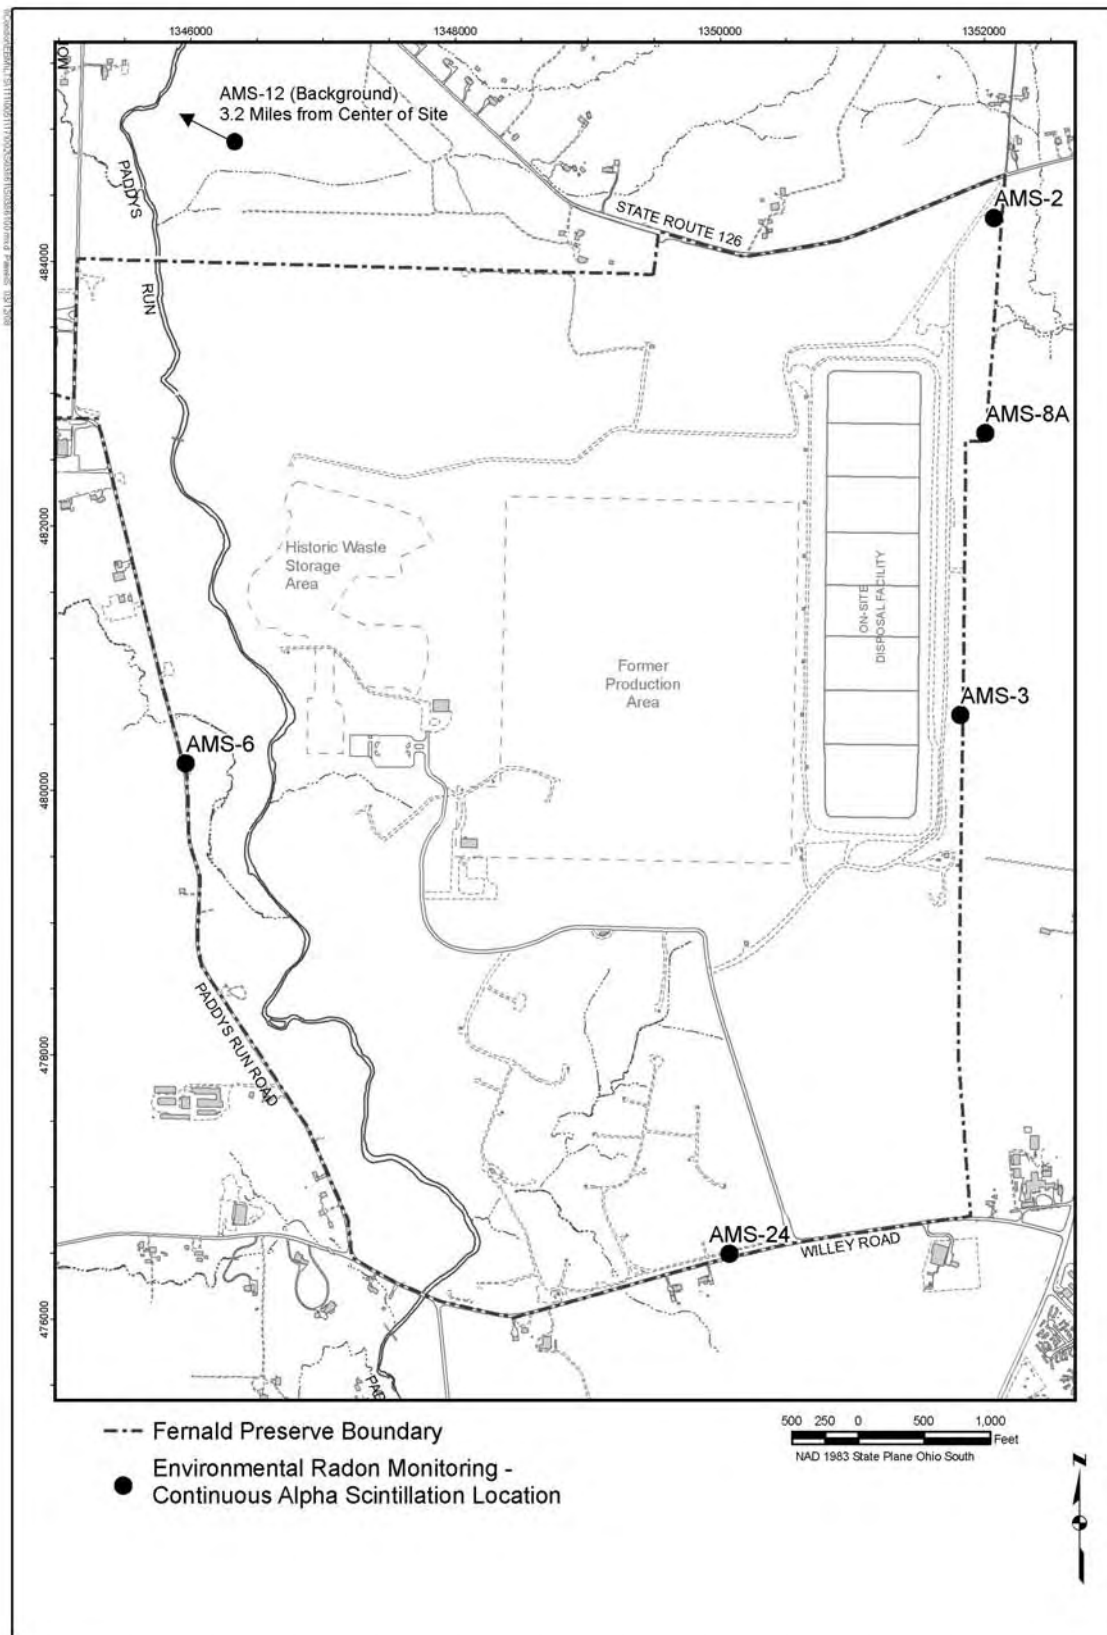 1346000
1348000
1350000
1352000
AMS-12 (Background)
3.2 Miles from Center of Site
PADDYS
RUN
STATE ROUTE 126
AMS-2
484000
AMS-8A
482000
Historic Waste
Storage
Area
ON-SITE
DISPOSAL FACILITY
Former
Production
Area
AMS-3
AMS-6
480000
PADDYS RUN ROAD
478000
AMS-24
WILLEY ROAD
476000
Fernald Preserve Boundary
Environmental Radon Monitoring -
Continuous Alpha Scintillation Location
500 250 0 500 1,000
Feet
NAD 1983 State Plane Ohio South
Z